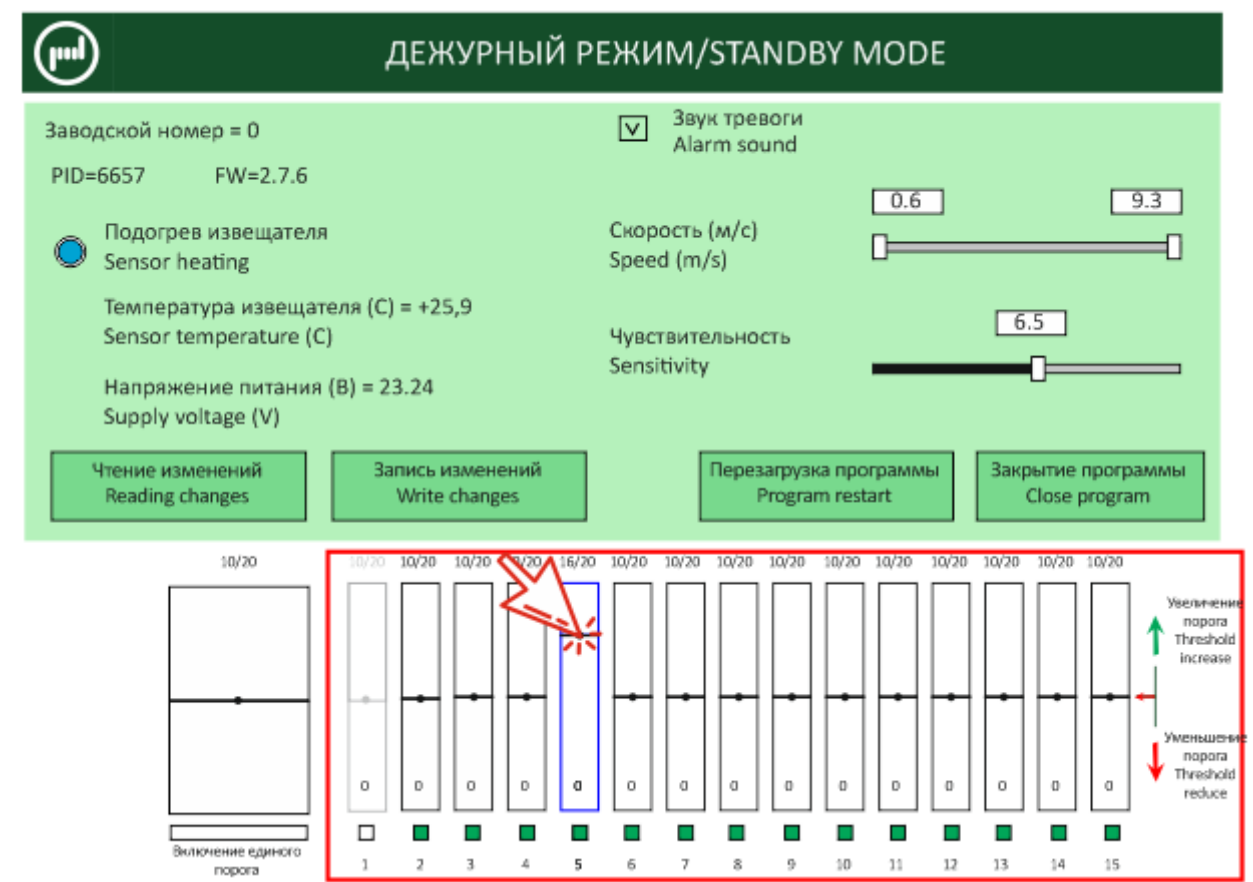 ДЕЖУРНЫЙ РЕЖИМ/STANDBY MODE
Заводской номер = 0
PID=6657 FW=2.7.6
Подогрев извещателя
Sensor heating
Температура извещателя (С) = +25,9
Sensor temperature (C)
Напряжение питания (В) = 23.24
Supply voltage (V)
V Звук тревоги
Alarm sound
0.6 9.3
Скорость (м/с)
Speed (m/s)
6.5
Чувствительность
Sensitivity
Чтение изменений
Reading changes
Запись изменений
Write changes
Перезагрузка программы
Program restart
Закрытие программы
Close program
10/20 10/20 10/20 10/20 16/20 10/20 10/20 10/20 10/20 10/20 10/20 10/20 10/20 10/20 10/20
Увеличение
порога
Threshold
increase
Уменьшение
порога
Threshold
reduce
0 0 0 0 0 0 0 0 0 0 0 0 0 0 0
Включение единого
порога
1 2 3 4 5 6 7 8 9 10 11 12 13 14 15